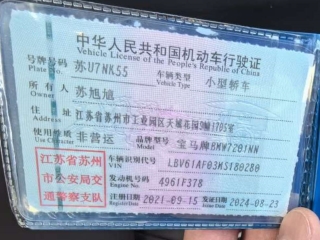 中华人民共和国机动车行驶证
Vehicle License of the People's Republic of China
号牌号码 苏U7NK55 车辆类型 小型轿车
Plate No.
Vehicle Type
所有人 苏旭旭
Owner
住址 江苏省苏州市工业园区天域花园9幢1705室
Address
使用性质 非营运 品牌型号 宝马牌BMW7201NN
Use Character
Model
江苏省苏州
市公安局交
通警察支队
车辆识别代号 LBV61AF03MS180280
VIN
发动机号码 4961F378
Engine No.
注册日期 2021-09-15 发证日期 2024-08-23
Register Date
Issue Date